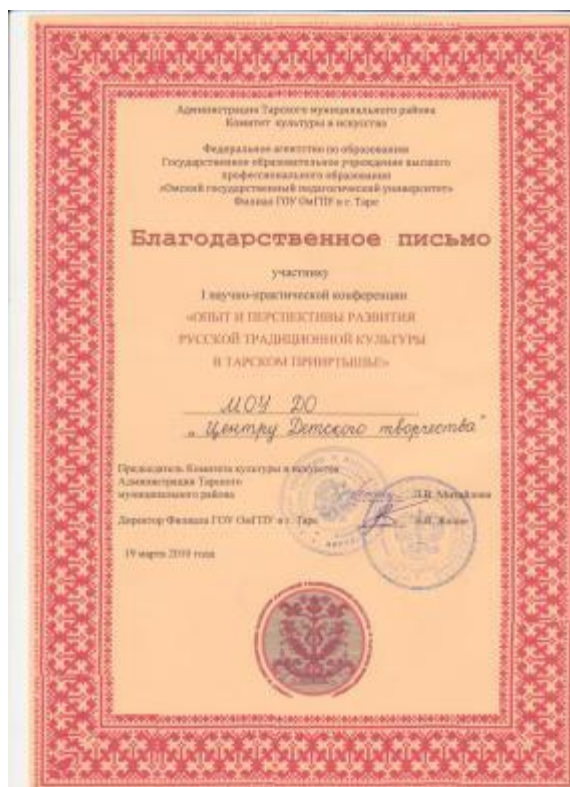 Администрация Тарского муниципального района
Комитет культуры и искусства
Федеральное агентство по образованию
Государственное образовательное учреждение высшего
профессионального образования
«Омский государственный педагогический университет»
Филиал ГОУ ОмГПУ в г. Таре
Благодарственное письмо
участнику
I научно-практической конференции
«ОПЫТ И ПЕРСПЕКТИВЫ РАЗВИТИЯ
РУССКОЙ ТРАДИЦИОННОЙ КУЛЬТУРЫ
В ТАРСКОМ ПРИИРТЫШЬЕ»
МОУ ДО
„Центру Детского творчества"
Председатель Комитета культуры и искусства
Администрации Тарского
муниципального района Михайлова
Директор Филиала ГОУ ОмГПУ в г. Таре
19 марта 2010 года